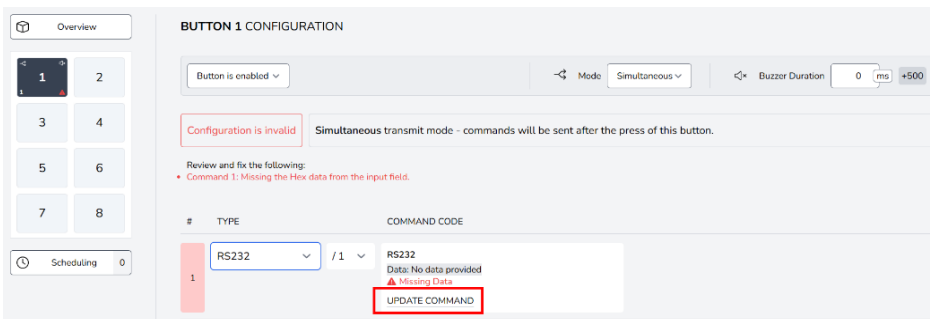 Overview
BUTTON 1 CONFIGURATION
1
1
2
3
4
5
6
7
8
Scheduling 0
Button is enabled
Mode Simultaneous
Buzzer Duration 0 ms +500
Configuration is invalid
Simultaneous transmit mode - commands will be sent after the press of this button.
Review and fix the following:
• Command 1: Missing the Hex data from the input field.
# TYPE COMMAND CODE
1
RS232
/ 1
RS232
Data: No data provided
Missing Data
UPDATE COMMAND